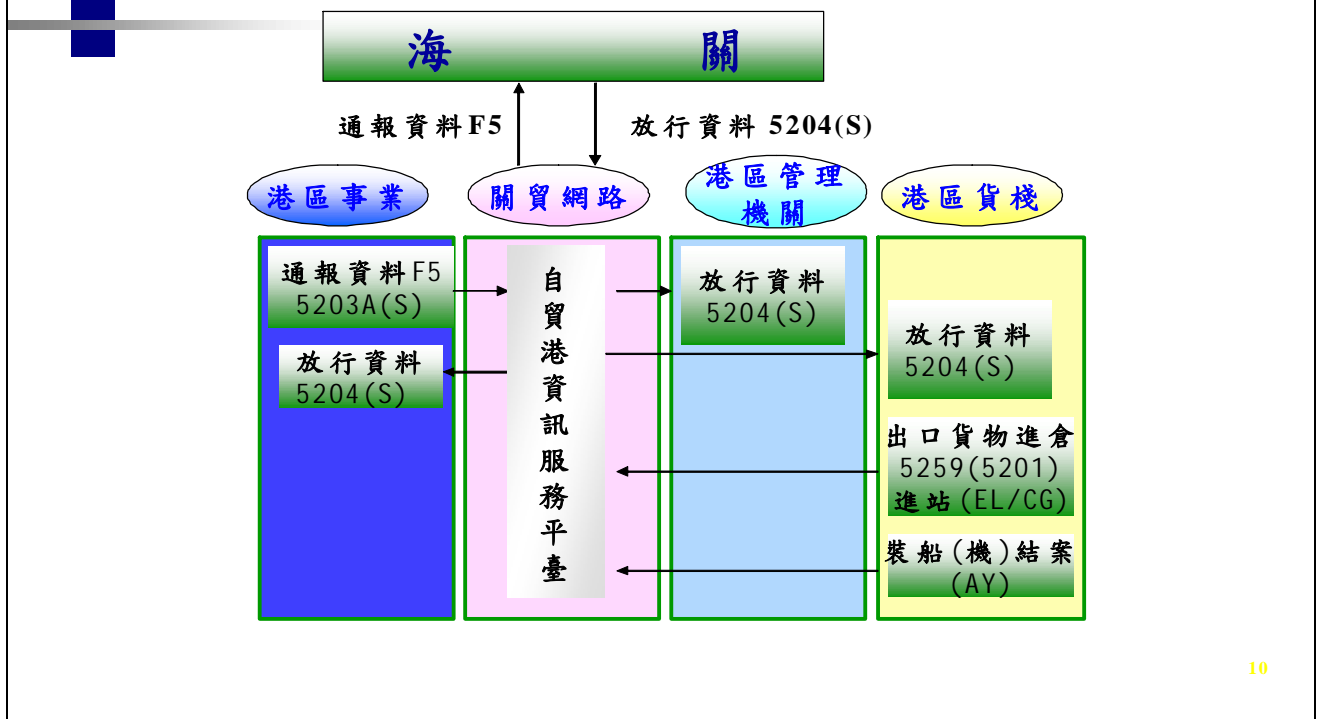 海 關
通報資料F5
放行資料 5204(S)
港區事業
關貿網路
港區管理
機關
港區貨棧
通報資料F5
5203A(S)
放行資料
5204(S)
自貿港資訊服務平臺
放行資料
5204(S)
放行資料
5204(S)
出口貨物進倉
5259(5201)
進站(EL/CG)
裝船(機)結案
(AY)
10